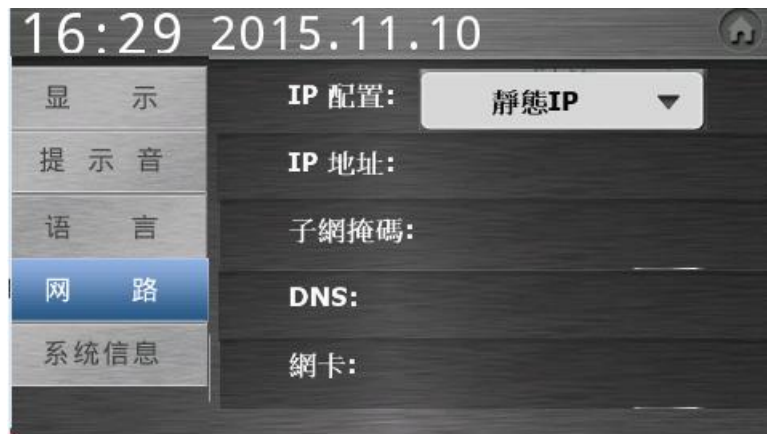 16:29 2015.11.10
显 示
提 示 音
语 言
网 路
系统信息
IP 配置:
靜態IP
IP 地址:
子網掩碼:
DNS:
網卡: